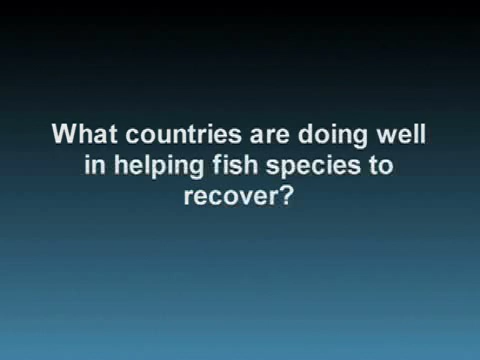 What countries are doing well
in helping fish species to
recover?